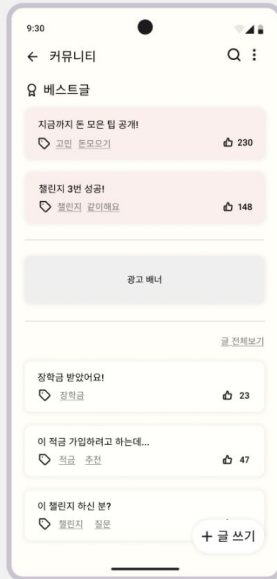 9:30
커뮤니티
베스트글
지금까지 돈 모은 팁 공개!
고민 돈모으기 230
챌린지 3번 성공!
챌린지 같이해요 148
광고 배너
글 전체보기
장학금 받았어요!
장학금 23
이 적금 가입하려고 하는데...
적금 추천 47
이 챌린지 하신 분?
챌린지 질문
+ 글 쓰기